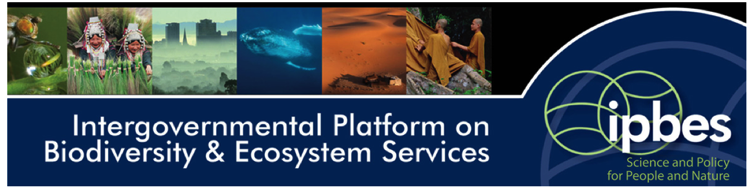 Intergovernmental Platform on
Biodiversity & Ecosystem Services
ipbes
Science and Policy
for People and Nature